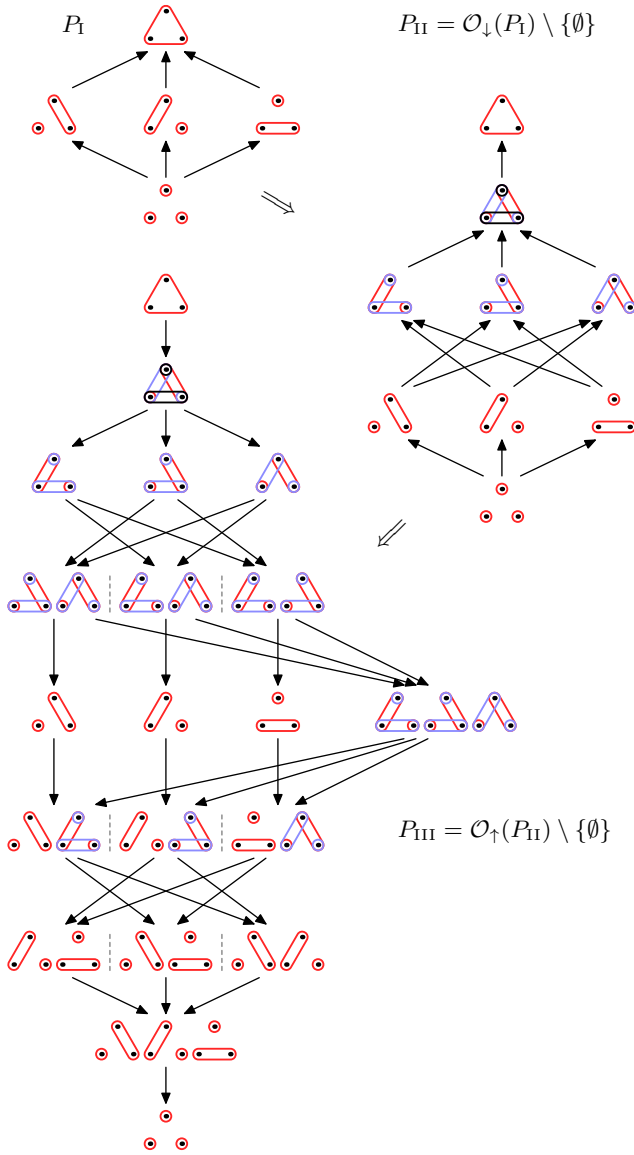 P_I
P_II = O_↓(P_I) \ {∅}
P_III = O_↑(P_II) \ {∅}